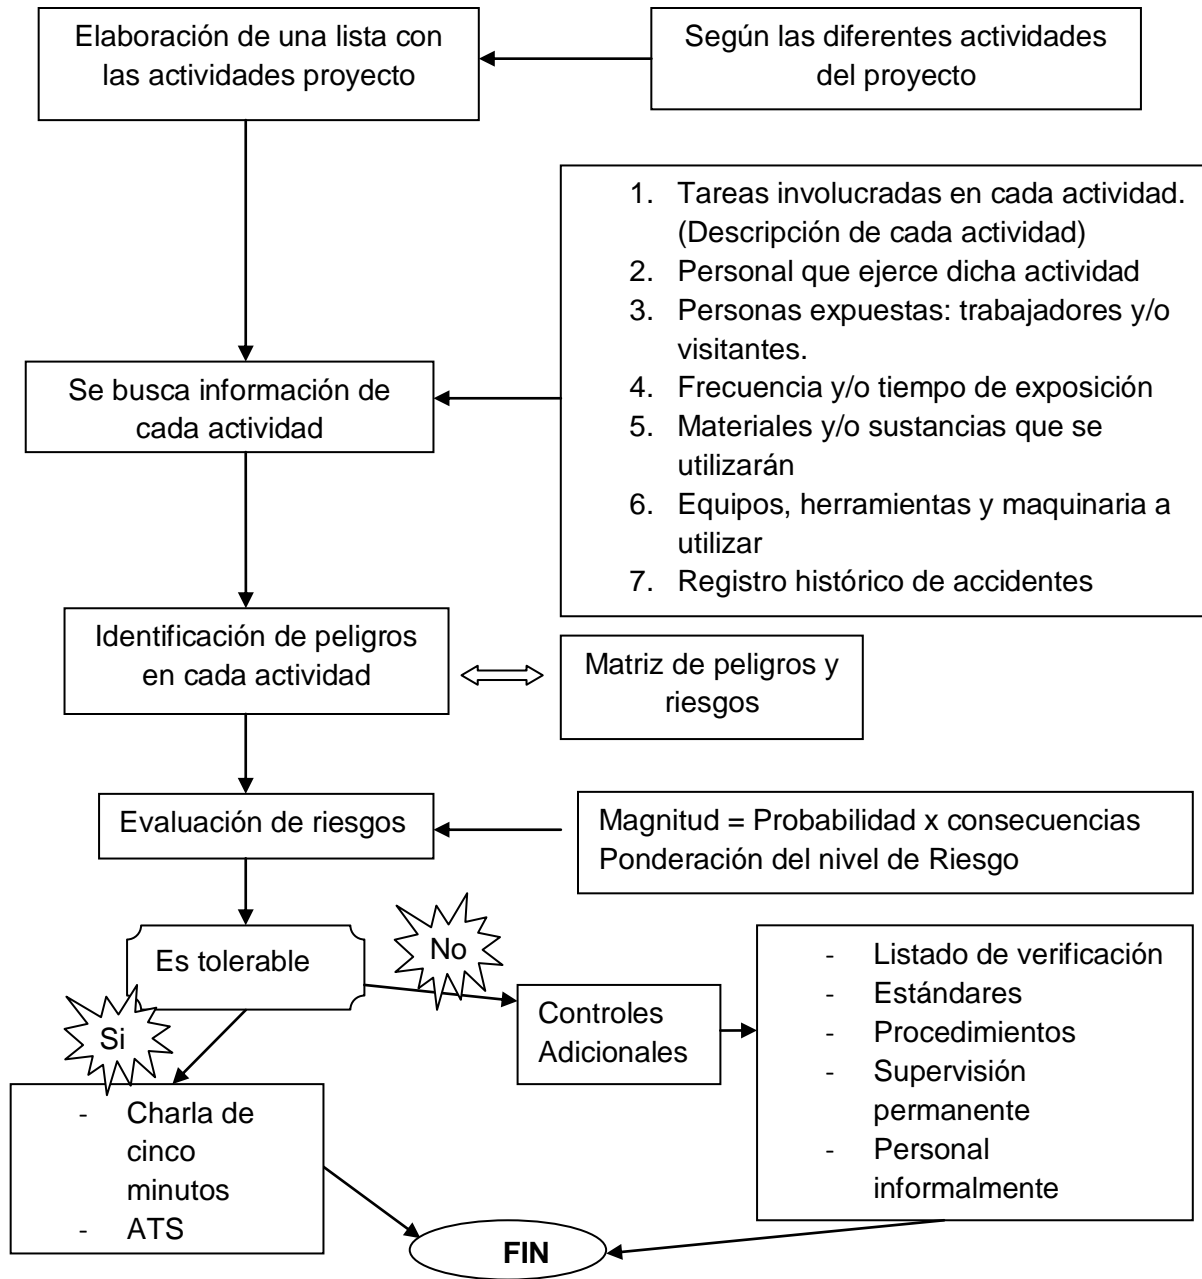 Elaboración de una lista con
las actividades proyecto
Según las diferentes actividades
del proyecto
1. Tareas involucradas en cada actividad.
(Descripción de cada actividad)
2. Personal que ejerce dicha actividad
3. Personas expuestas: trabajadores y/o
visitantes.
4. Frecuencia y/o tiempo de exposición
5. Materiales y/o sustancias que se
utilizarán
6. Equipos, herramientas y maquinaria a
utilizar
7. Registro histórico de accidentes
Se busca información de
cada actividad
Identificación de peligros
en cada actividad
Matriz de peligros y
riesgos
Evaluación de riesgos
Magnitud = Probabilidad x consecuencias
Ponderación del nivel de Riesgo
Es tolerable
No
Si
Controles
Adicionales
- Listado de verificación
- Estándares
- Procedimientos
- Supervisión
permanente
- Personal
informalmente
- Charla de
cinco
minutos
- ATS
FIN